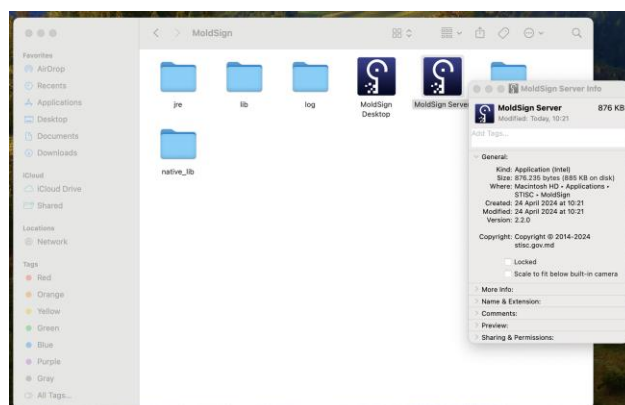 MoldSign
Favorites
AirDrop
Recents
Applications
Desktop
Documents
Downloads
iCloud
iCloud Drive
Shared
Locations
Network
Tags
Red
Orange
Yellow
Green
Blue
Purple
Gray
All Tags...
jre
lib
log
MoldSign
Desktop
MoldSign Server
native_lib
MoldSign Server Info
MoldSign Server 876 KB
Modified: Today, 10:21
Add Tags...
General:
Kind: Application (Intel)
Size: 876.235 bytes (885 KB on disk)
Where: Macintosh HD • Applications •
STISC • MoldSign
Created: 24 April 2024 at 10:21
Modified: 24 April 2024 at 10:21
Version: 2.2.0
Copyright: Copyright © 2014-2024
stisc.gov.md
Locked
Scale to fit below built-in camera
More Info:
Name & Extension:
Comments:
Preview:
Sharing & Permissions: